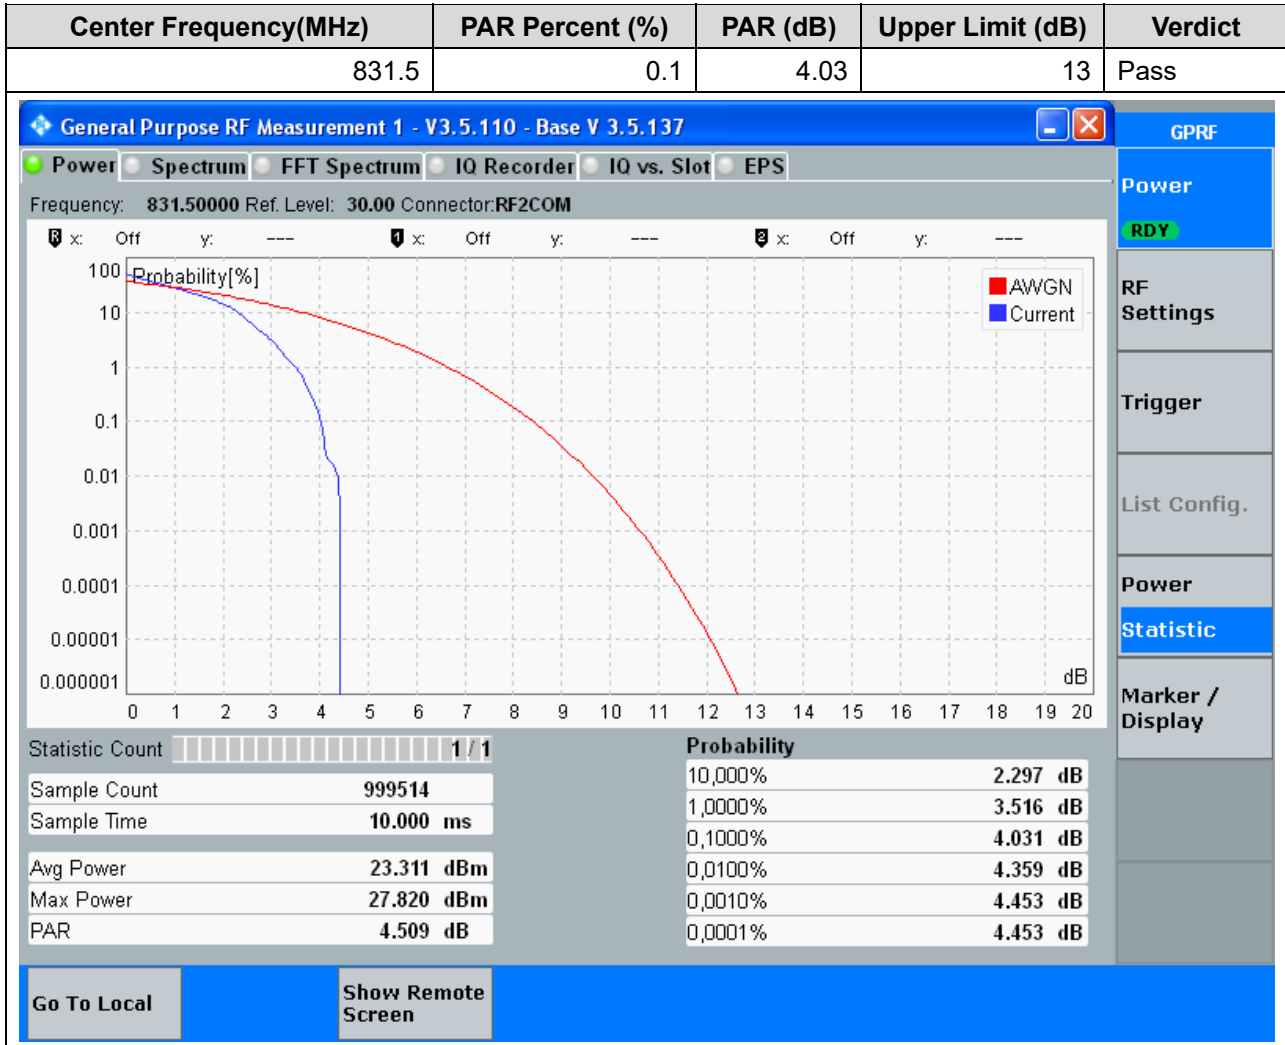 Center Frequency(MHz) PAR Percent (%) PAR (dB) Upper Limit (dB) Verdict
831.5 0.1 4.03 13 Pass
General Purpose RF Measurement 1 - V3.5.110 - Base V 3.5.137
GPRF
Power Spectrum FFT Spectrum IQ Recorder IQ vs. Slot EPS
Frequency: 831.50000 Ref. Level: 30.00 Connector:RF2COM
R x: Off y: --- 1 x: Off y: --- 2 x: Off y: ---
Probability[%]
AWGN
Current
100
10
1
0.1
0.01
0.001
0.0001
0.00001
0.000001
dB
0 1 2 3 4 5 6 7 8 9 10 11 12 13 14 15 16 17 18 19 20
Statistic Count 1 / 1
Sample Count 999514
Sample Time 10.000 ms
Avg Power 23.311 dBm
Max Power 27.820 dBm
PAR 4.509 dB
Probability
10,000% 2.297 dB
1,0000% 3.516 dB
0,1000% 4.031 dB
0,0100% 4.359 dB
0,0010% 4.453 dB
0,0001% 4.453 dB
Power
RDY
RF
Settings
Trigger
List Config.
Power
Statistic
Marker /
Display
Go To Local
Show Remote
Screen